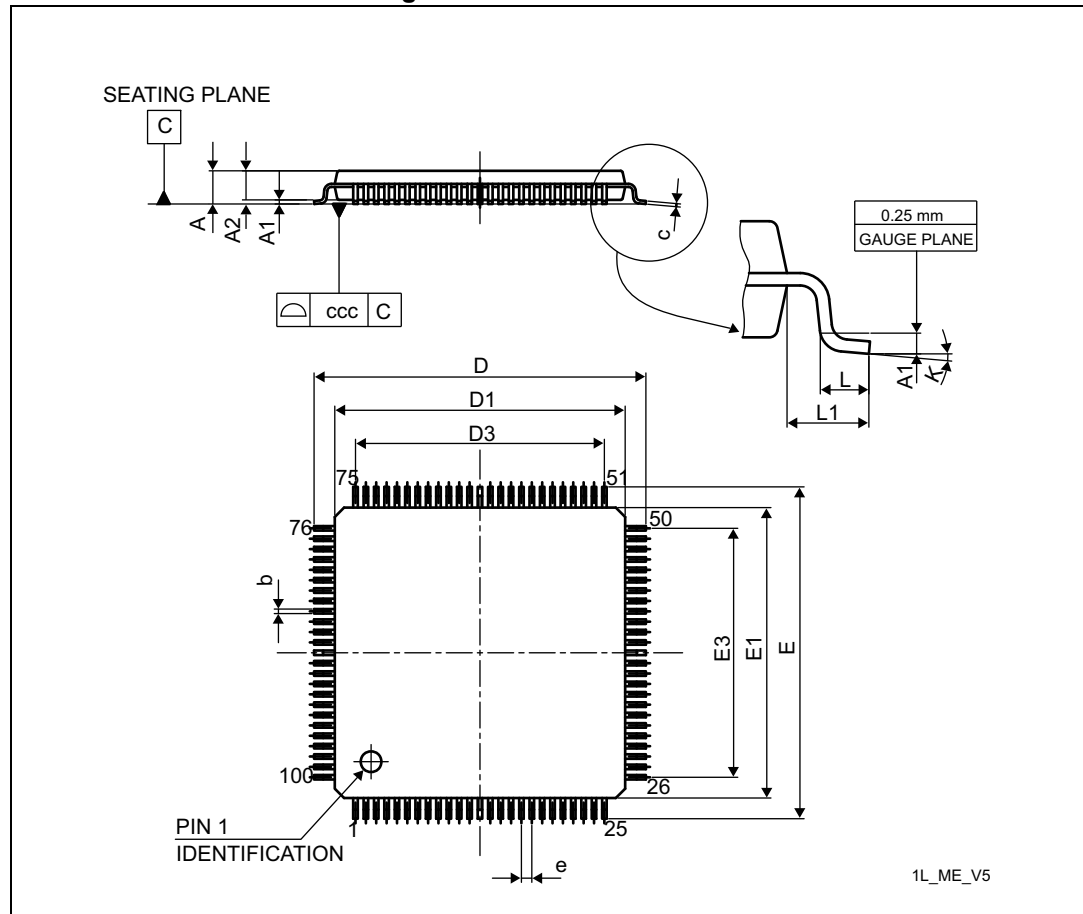 SEATING PLANE
C
A
A2
A1
c
0.25 mm
GAUGE PLANE
ccc C
A1
K
L
L1
D
D1
D3
75
51
76
50
b
E3
E1
E
100
26
1
25
PIN 1
IDENTIFICATION
e
1L_ME_V5